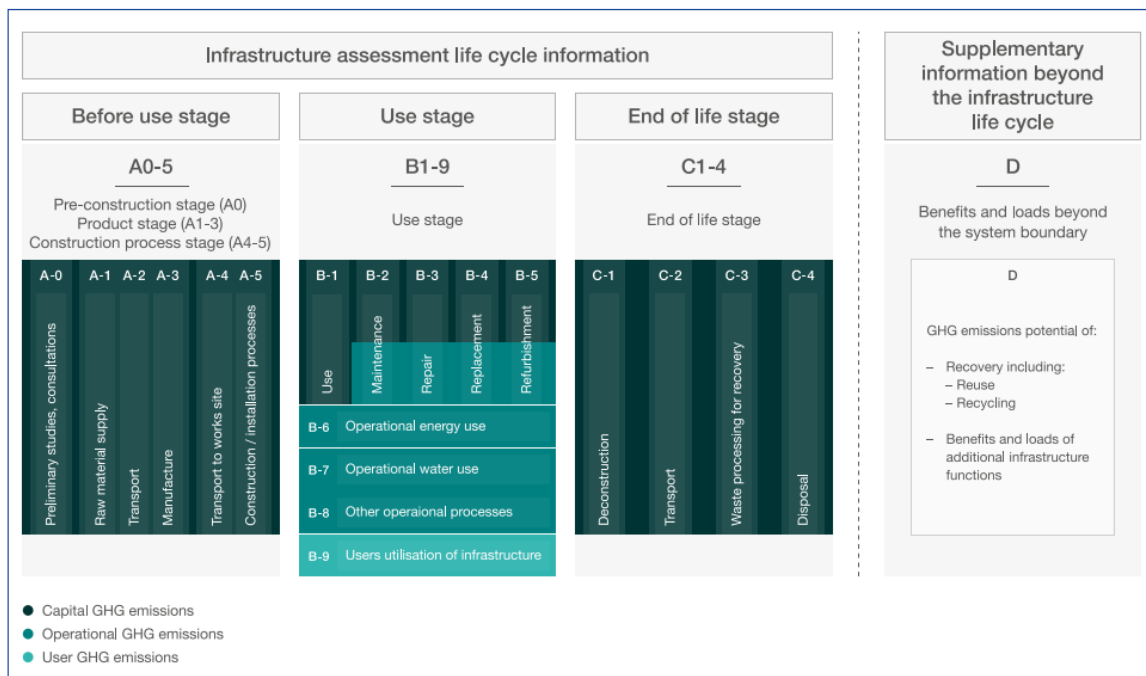 Infrastructure assessment life cycle information
Supplementary
information beyond
the infrastructure
life cycle
Before use stage
Use stage
End of life stage
A0-5
Pre-construction stage (A0)
Product stage (A1-3)
Construction process stage (A4-5)
B1-9
Use stage
C1-4
End of life stage
D
Benefits and loads beyond
the system boundary
A-0
Preliminary studies, consultations
A-1
Raw material supply
A-2
Transport
A-3
Manufacture
A-4
Transport to works site
A-5
Construction / installation processes
B-1
Use
B-2
Maintenance
B-3
Repair
B-4
Replacement
B-5
Refurbishment
B-6 Operational energy use
B-7 Operational water use
B-8 Other operaional processes
B-9 Users utilisation of infrastructure
C-1
Deconstruction
C-2
Transport
C-3
Waste processing for recovery
C-4
Disposal
D
GHG emissions potential of:
– Recovery including:
– Reuse
– Recycling
– Benefits and loads of
additional infrastructure
functions
Capital GHG emissions
Operational GHG emissions
User GHG emissions